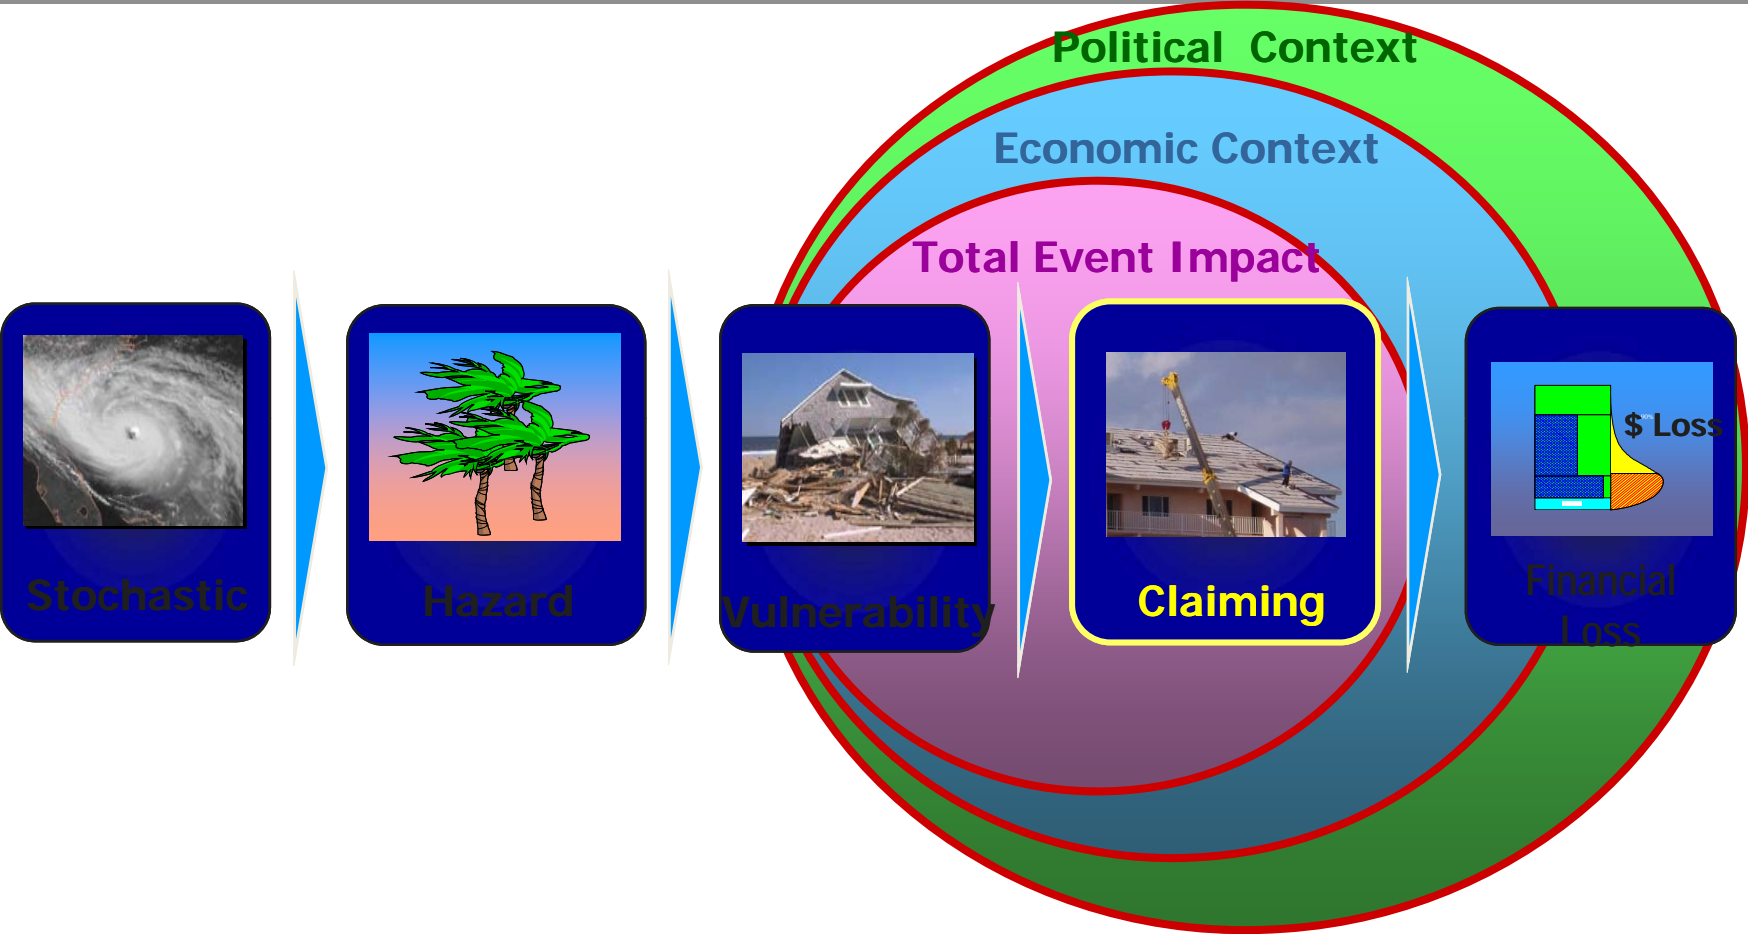 Political  Context
Economic Context
Total Event Impact
$ Loss
Stochastic
Hazard
Vulnerability
Claiming
Financial
Loss